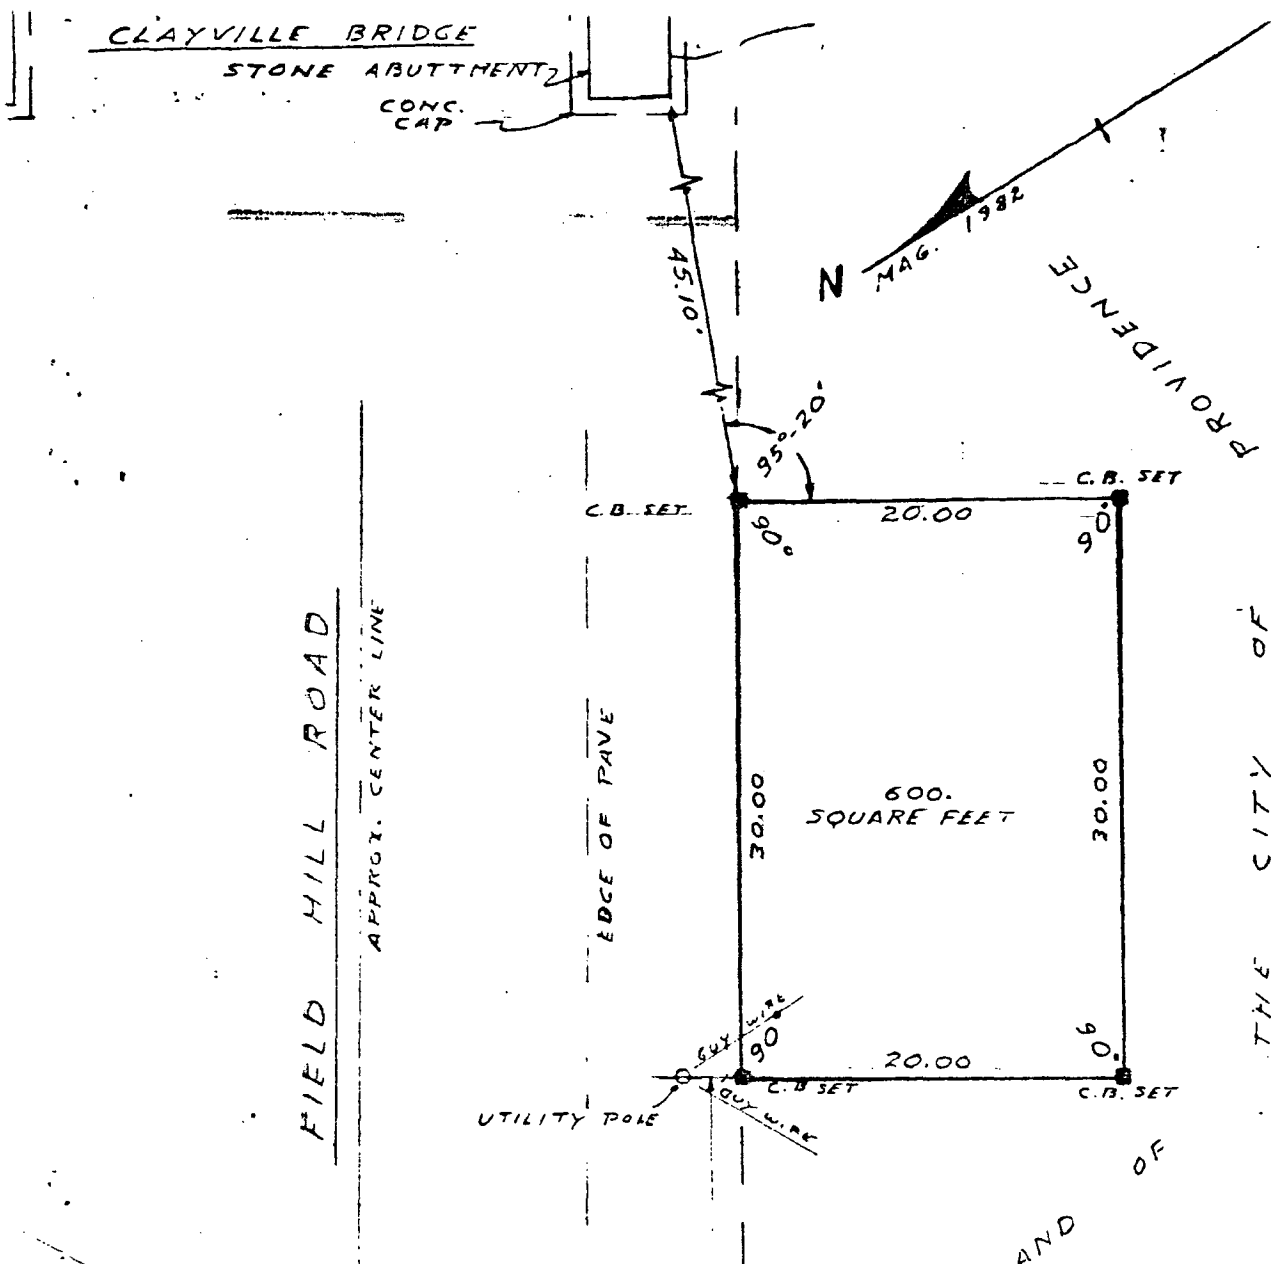 CLAYVILLE BRIDGE
STONE ABUTTMENT
CONC.
CAP
45.10'
N
MAG. 1982
95°-20'
C.B. SET
C.B. SET
20.00
90°
90°
30.00
600.
SQUARE FEET
30.00
FIELD HILL ROAD
APPROX. CENTER LINE
EDGE OF PAVE
GUY WIRE
90
90°
20.00
C.B SET
C.B. SET
UTILITY POLE
GUY WIRE
AND OF
THE CITY OF
PROVIDENCE